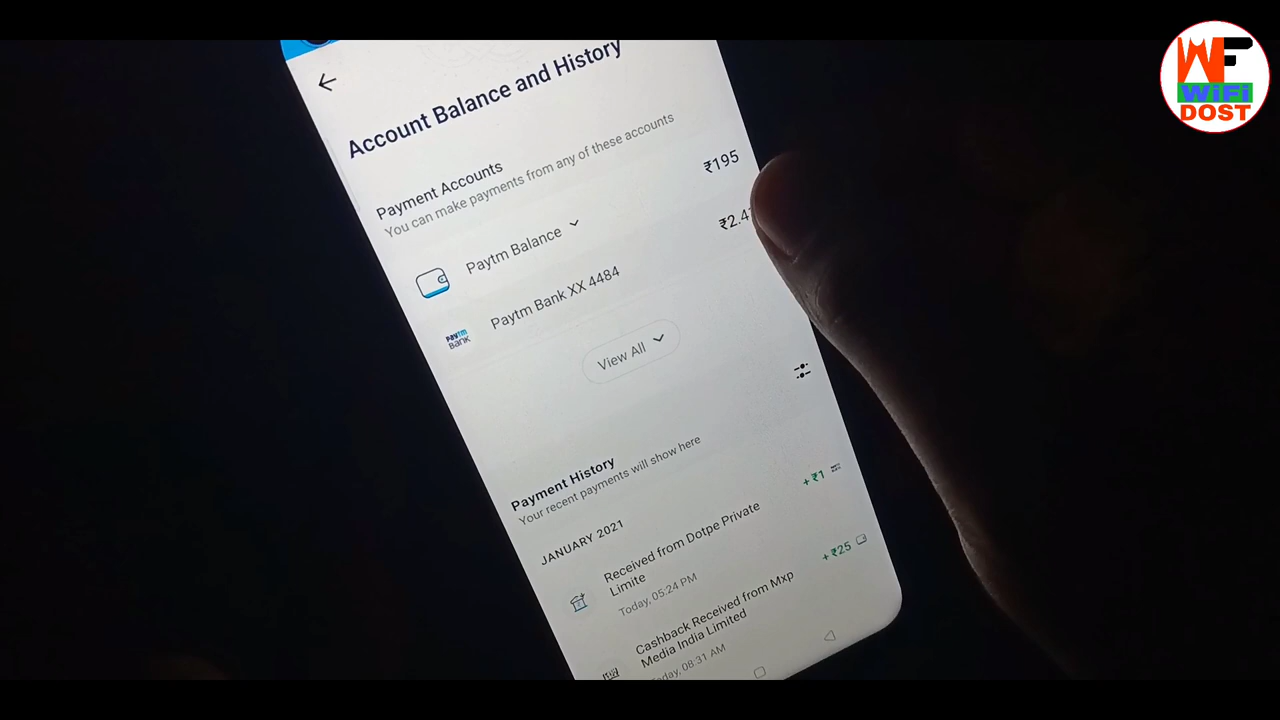 WF
WiFi
DOST
Account Balance and History
Payment Accounts
You can make payments from any of these accounts
Paytm Balance ₹195
Paytm Bank
Paytm Bank XX 4484 ₹2.4
View All
Payment History
Your recent payments will show here
JANUARY 2021
Received from Dotpe Private
Limite
+₹1
Today, 05:24 PM
Cashback Received from Mxp
Media India Limited
+₹25
Today, 08:31 AM